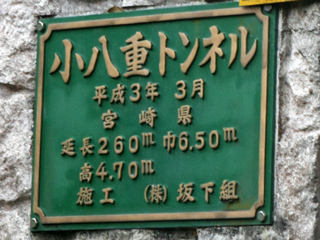 小八重トンネル
平成3年 3月
宮崎県
延長260m 巾6.50m
高4.70m
施工 (株)坂下組